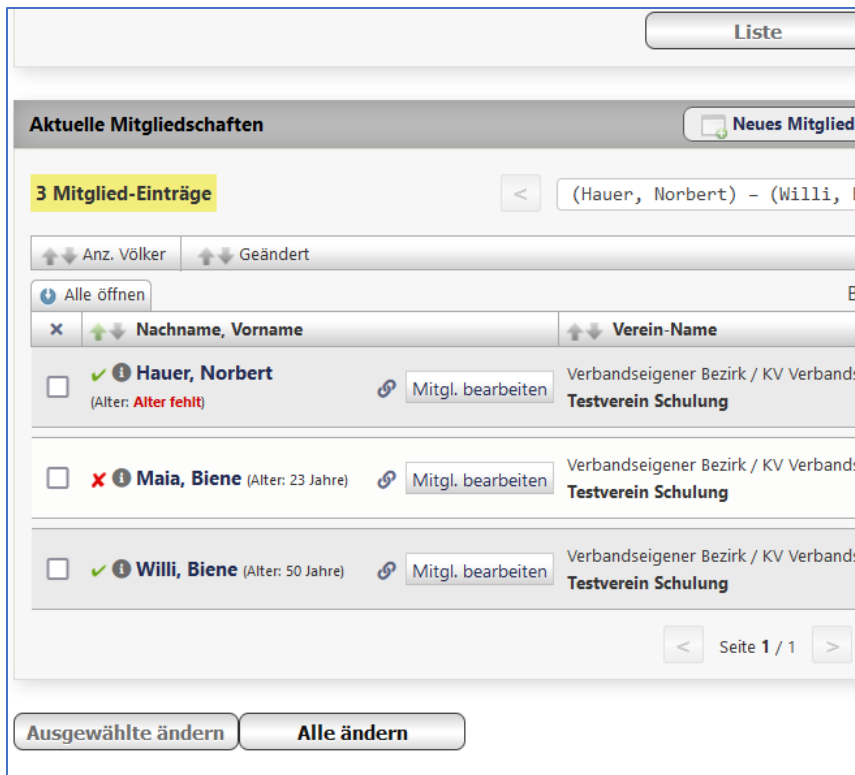 Liste
Aktuelle Mitgliedschaften
Neues Mitglied
3 Mitglied-Einträge
<
(Hauer, Norbert) – (Willi,
Anz. Völker
Geändert
Alle öffnen
Nachname, Vorname
Verein-Name
Hauer, Norbert
(Alter: Alter fehlt)
Mitgl. bearbeiten
Verbandseigener Bezirk / KV Verbands
Testverein Schulung
Maia, Biene (Alter: 23 Jahre)
Mitgl. bearbeiten
Verbandseigener Bezirk / KV Verbands
Testverein Schulung
Willi, Biene (Alter: 50 Jahre)
Mitgl. bearbeiten
Verbandseigener Bezirk / KV Verbands
Testverein Schulung
< Seite 1 / 1 >
Ausgewählte ändern
Alle ändern